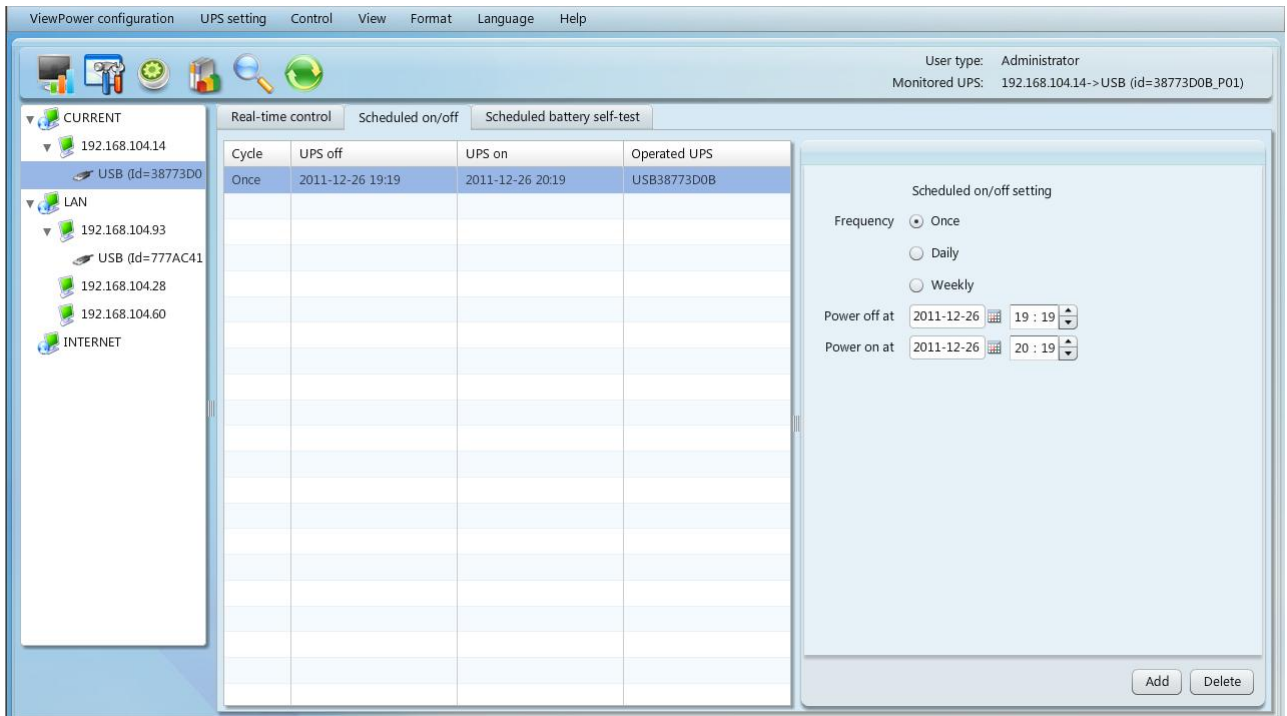 ViewPower configuration UPS setting Control View Format Language Help
User type: Administrator
Monitored UPS: 192.168.104.14->USB (id=38773D0B_P01)
CURRENT
192.168.104.14
USB (Id=38773D0
LAN
192.168.104.93
USB (Id=777AC41
192.168.104.28
192.168.104.60
INTERNET
Real-time control Scheduled on/off Scheduled battery self-test
Cycle UPS off UPS on Operated UPS
Once 2011-12-26 19:19 2011-12-26 20:19 USB38773D0B
Scheduled on/off setting
Frequency Once
Daily
Weekly
Power off at 2011-12-26 19 : 19
Power on at 2011-12-26 20 : 19
Add Delete